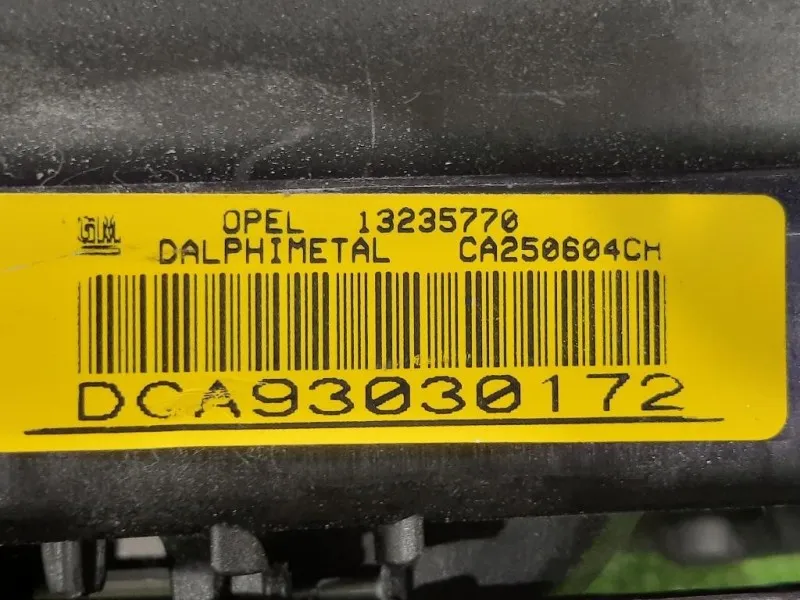 GM
OPEL 13235770
DALPHIMETAL CA250604CH
DCA93030172